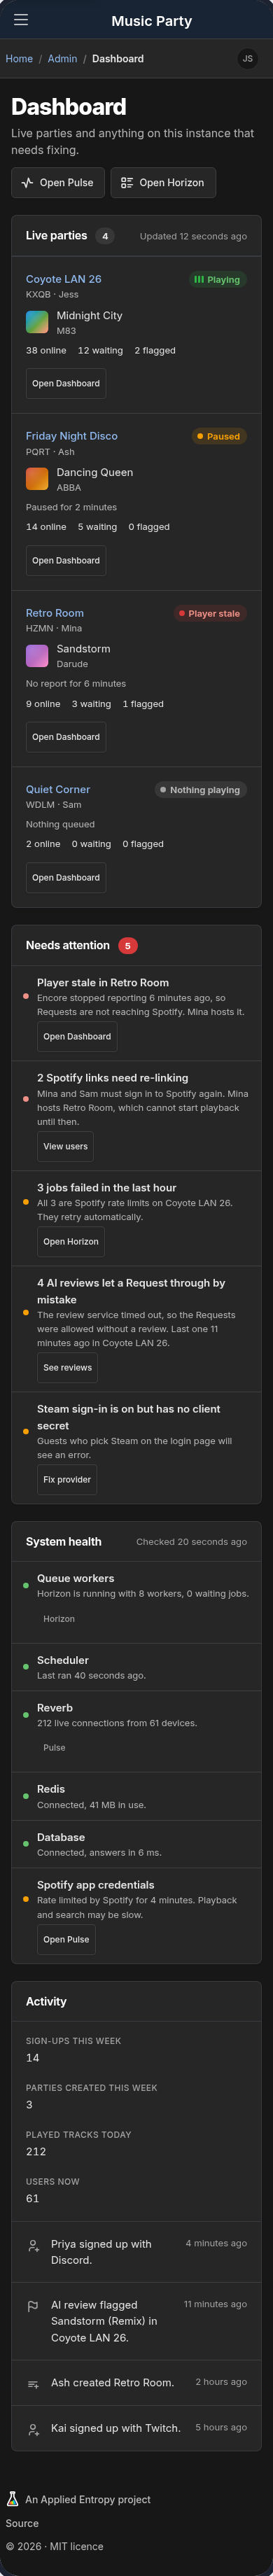 Music Party
Home / Admin / Dashboard
JS
Dashboard
Live parties and anything on this instance that
needs fixing.
Open Pulse
Open Horizon
Live parties 4
Updated 12 seconds ago
Coyote LAN 26
Playing
KXQB · Jess
Midnight City
M83
38 online 12 waiting 2 flagged
Open Dashboard
Friday Night Disco
Paused
PQRT · Ash
Dancing Queen
ABBA
Paused for 2 minutes
14 online 5 waiting 0 flagged
Open Dashboard
Retro Room
Player stale
HZMN · Mina
Sandstorm
Darude
No report for 6 minutes
9 online 3 waiting 1 flagged
Open Dashboard
Quiet Corner
Nothing playing
WDLM · Sam
Nothing queued
2 online 0 waiting 0 flagged
Open Dashboard
Needs attention 5
Player stale in Retro Room
Encore stopped reporting 6 minutes ago, so
Requests are not reaching Spotify. Mina hosts it.
Open Dashboard
2 Spotify links need re-linking
Mina and Sam must sign in to Spotify again. Mina
hosts Retro Room, which cannot start playback
until then.
View users
3 jobs failed in the last hour
All 3 are Spotify rate limits on Coyote LAN 26.
They retry automatically.
Open Horizon
4 AI reviews let a Request through by
mistake
The review service timed out, so the Requests
were allowed without a review. Last one 11
minutes ago in Coyote LAN 26.
See reviews
Steam sign-in is on but has no client
secret
Guests who pick Steam on the login page will
see an error.
Fix provider
System health
Checked 20 seconds ago
Queue workers
Horizon is running with 8 workers, 0 waiting jobs.
Horizon
Scheduler
Last ran 40 seconds ago.
Reverb
212 live connections from 61 devices.
Pulse
Redis
Connected, 41 MB in use.
Database
Connected, answers in 6 ms.
Spotify app credentials
Rate limited by Spotify for 4 minutes. Playback
and search may be slow.
Open Pulse
Activity
SIGN-UPS THIS WEEK
14
PARTIES CREATED THIS WEEK
3
PLAYED TRACKS TODAY
212
USERS NOW
61
Priya signed up with
Discord.
4 minutes ago
AI review flagged
Sandstorm (Remix) in
Coyote LAN 26.
11 minutes ago
Ash created Retro Room.
2 hours ago
Kai signed up with Twitch.
5 hours ago
An Applied Entropy project
Source
© 2026 · MIT licence